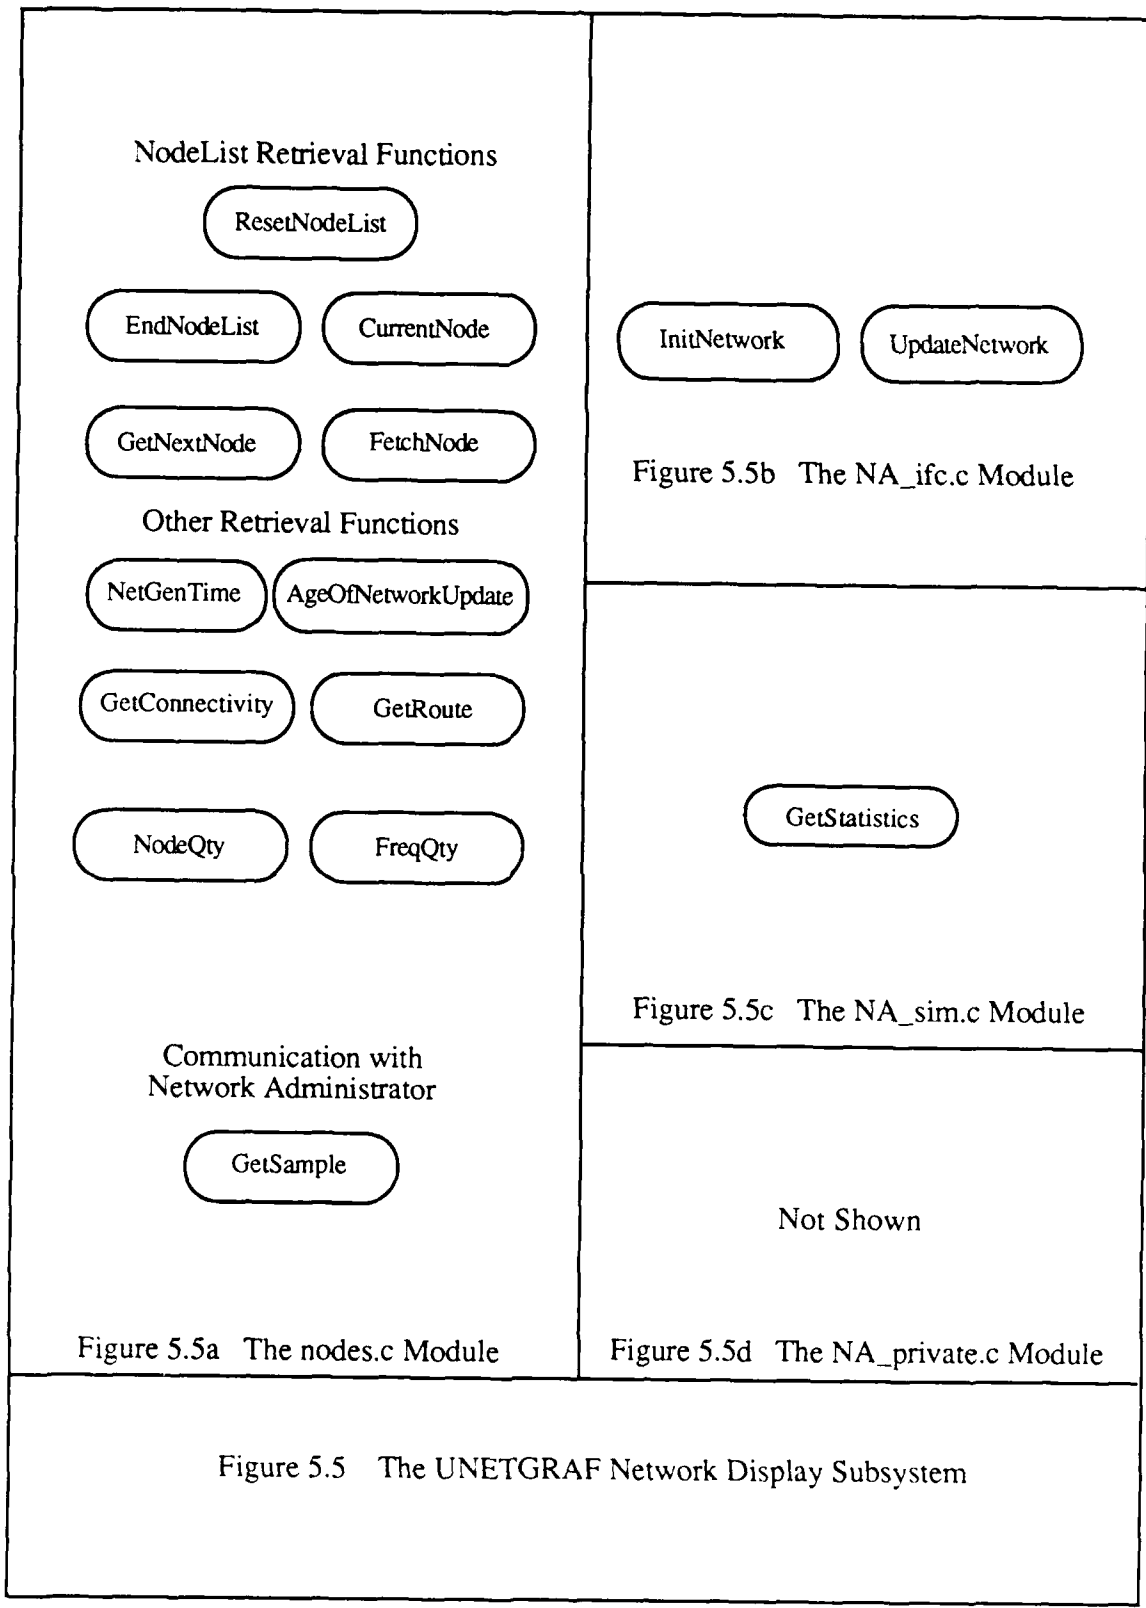 NodeList Retrieval Functions
ResetNodeList
EndNodeList
CurrentNode
GetNextNode
FetchNode
Other Retrieval Functions
NetGenTime
AgeOfNetworkUpdate
GetConnectivity
GetRoute
NodeQty
FreqQty
Communication with
Network Administrator
GetSample
Figure 5.5a The nodes.c Module
InitNetwork
UpdateNetwork
Figure 5.5b The NA_ifc.c Module
GetStatistics
Figure 5.5c The NA_sim.c Module
Not Shown
Figure 5.5d The NA_private.c Module
Figure 5.5 The UNETGRAF Network Display Subsystem